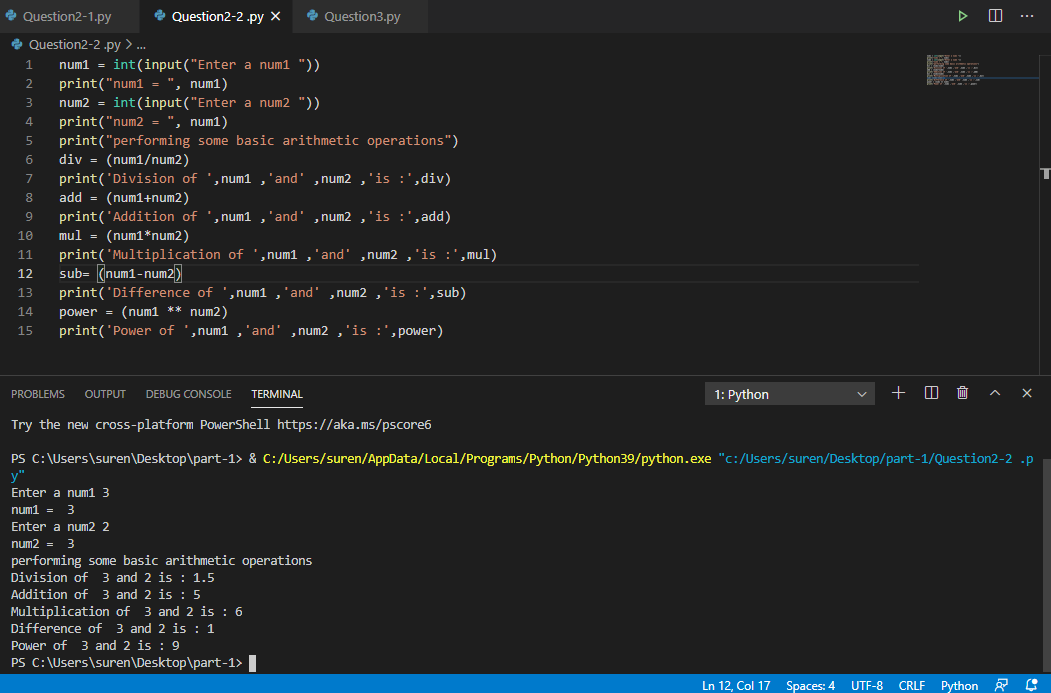 Question2-1.py Question2-2 .py Question3.py
Question2-2 .py > ...
1 num1 = int(input("Enter a num1 "))
2 print("num1 = ", num1)
3 num2 = int(input("Enter a num2 "))
4 print("num2 = ", num1)
5 print("performing some basic arithmetic operations")
6 div = (num1/num2)
7 print('Division of ',num1 ,'and' ,num2 ,'is :',div)
8 add = (num1+num2)
9 print('Addition of ',num1 ,'and' ,num2 ,'is :',add)
10 mul = (num1*num2)
11 print('Multiplication of ',num1 ,'and' ,num2 ,'is :',mul)
12 sub= (num1-num2)
13 print('Difference of ',num1 ,'and' ,num2 ,'is :',sub)
14 power = (num1 ** num2)
15 print('Power of ',num1 ,'and' ,num2 ,'is :',power)
PROBLEMS OUTPUT DEBUG CONSOLE TERMINAL 1: Python
Try the new cross-platform PowerShell https://aka.ms/pscore6
PS C:\Users\suren\Desktop\part-1> & C:/Users/suren/AppData/Local/Programs/Python/Python39/python.exe "c:/Users/suren/Desktop/part-1/Question2-2 .p
y"
Enter a num1 3
num1 =  3
Enter a num2 2
num2 =  3
performing some basic arithmetic operations
Division of  3 and 2 is : 1.5
Addition of  3 and 2 is : 5
Multiplication of  3 and 2 is : 6
Difference of  3 and 2 is : 1
Power of  3 and 2 is : 9
PS C:\Users\suren\Desktop\part-1>
Ln 12, Col 17 Spaces: 4 UTF-8 CRLF Python